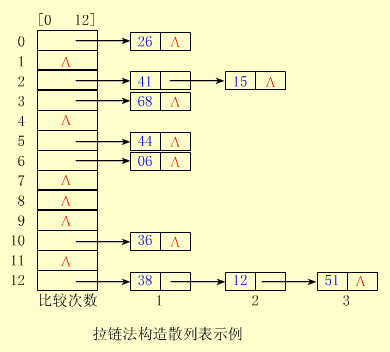 [0 12]
0 26 Λ
1 Λ
2 41 15 Λ
3 68 Λ
4 Λ
5 44 Λ
6 06 Λ
7 Λ
8 Λ
9 Λ
10 36 Λ
11 Λ
12 38 12 51 Λ
比较次数 1 2 3
拉链法构造散列表示例